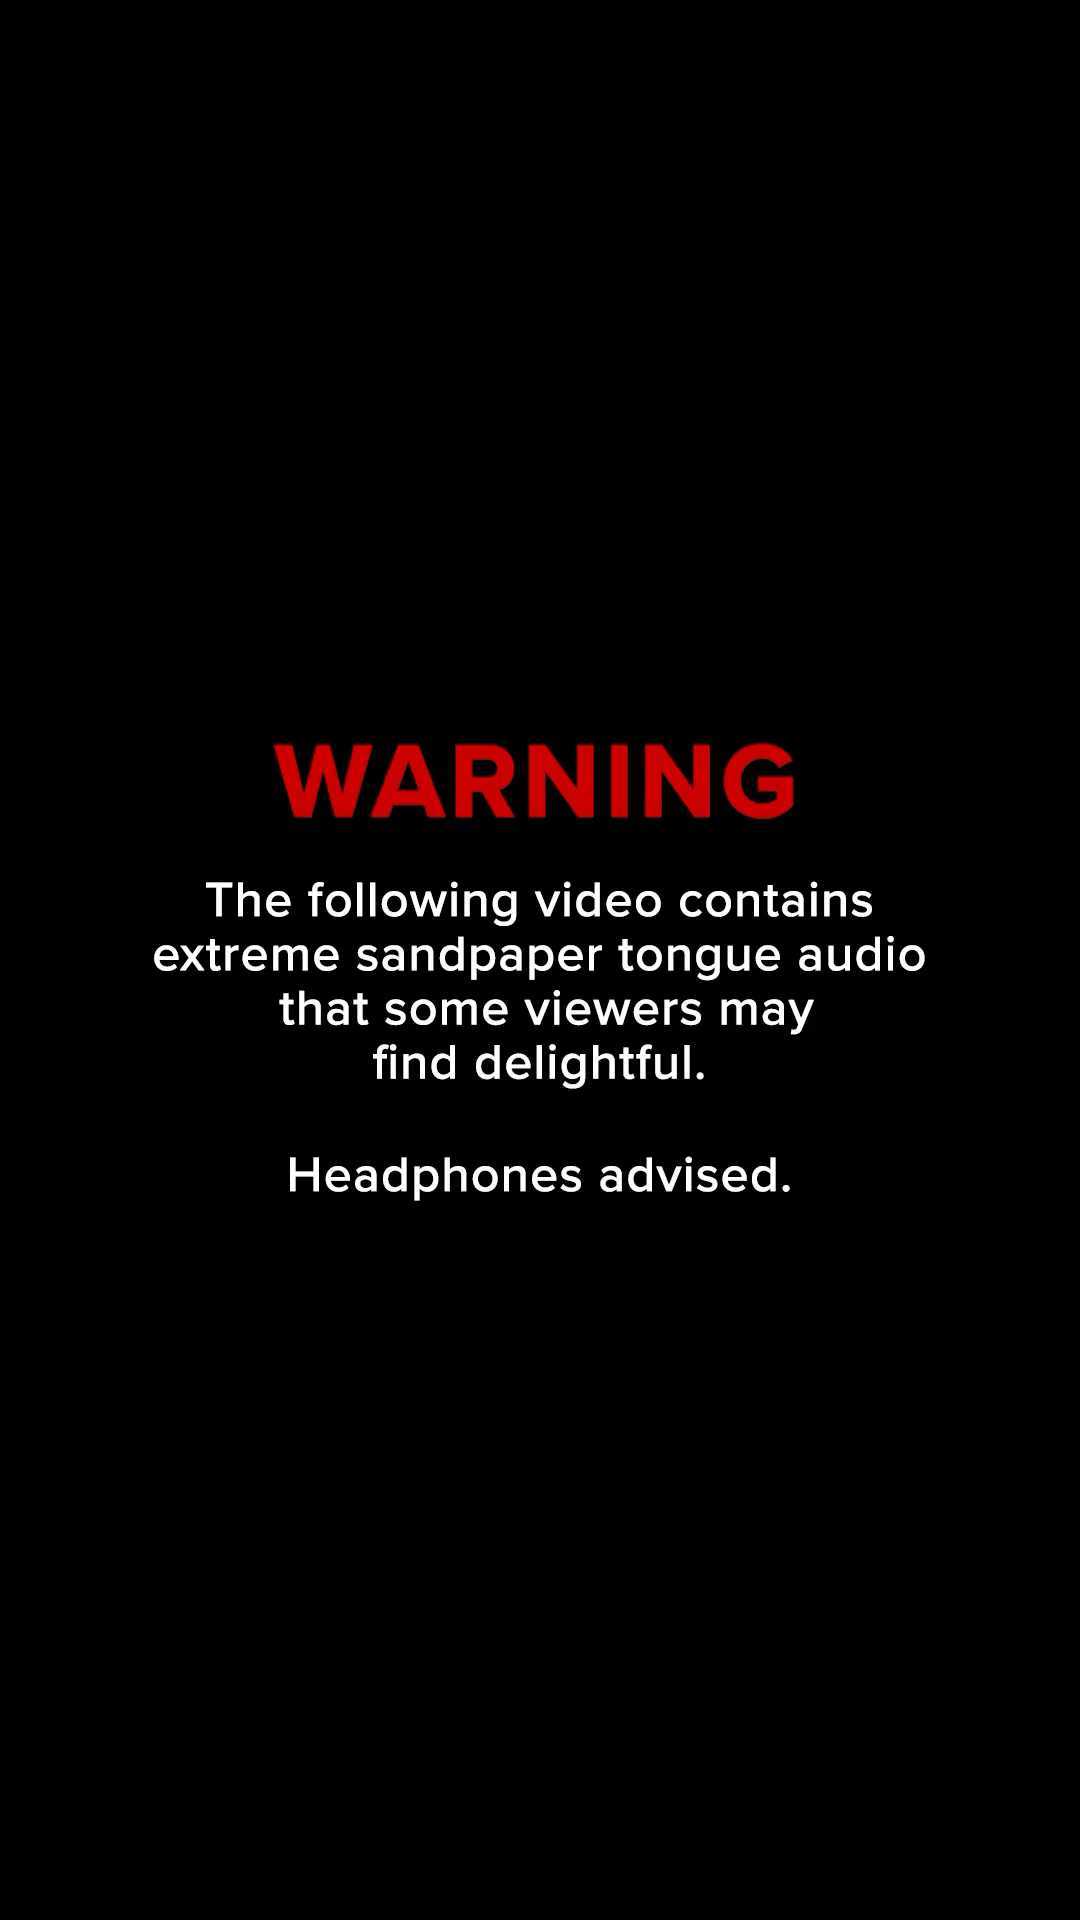 WARNING
The following video contains
extreme sandpaper tongue audio
that some viewers may
find delightful.
Headphones advised.